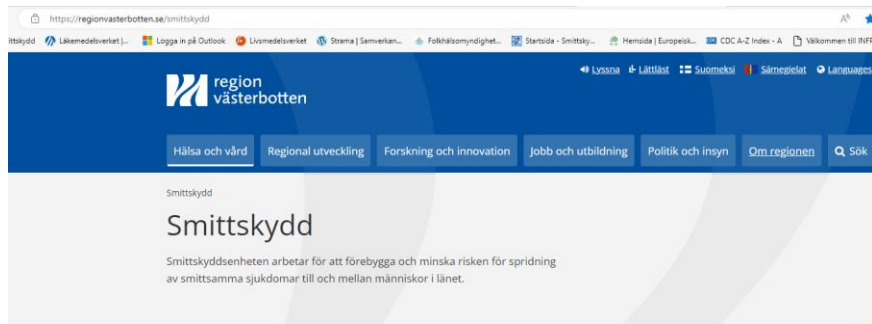 https://regionvasterbotten.se/smittskydd
ittskydd Läkemedelsverket |... Logga in på Outlook Livsmedelsverket Strama | Samverkan... Folkhälsomyndighet... Startsida - Smittsky... Hemsida | Europeisk... CDC A-Z Index - A Välkommen till INFP
Lyssna Lättläst Suomeksi Sámegielat Languages
region
västerbotten
Hälsa och vård Regional utveckling Forskning och innovation Jobb och utbildning Politik och insyn Om regionen Sök
Smittskydd
Smittskydd
Smittskyddsenheten arbetar för att förebygga och minska risken för spridning
av smittsamma sjukdomar till och mellan människor i länet.